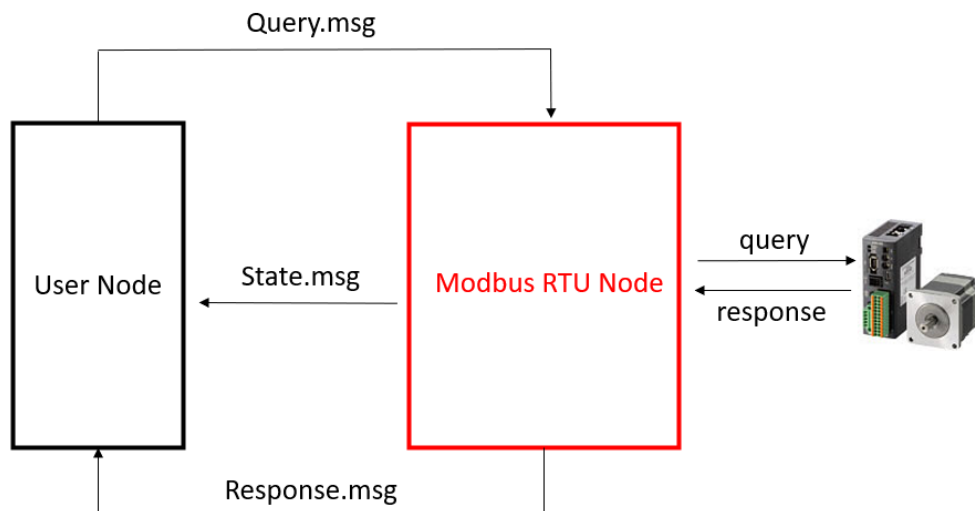 Query.msg
User Node
State.msg
Modbus RTU Node
query
response
Response.msg